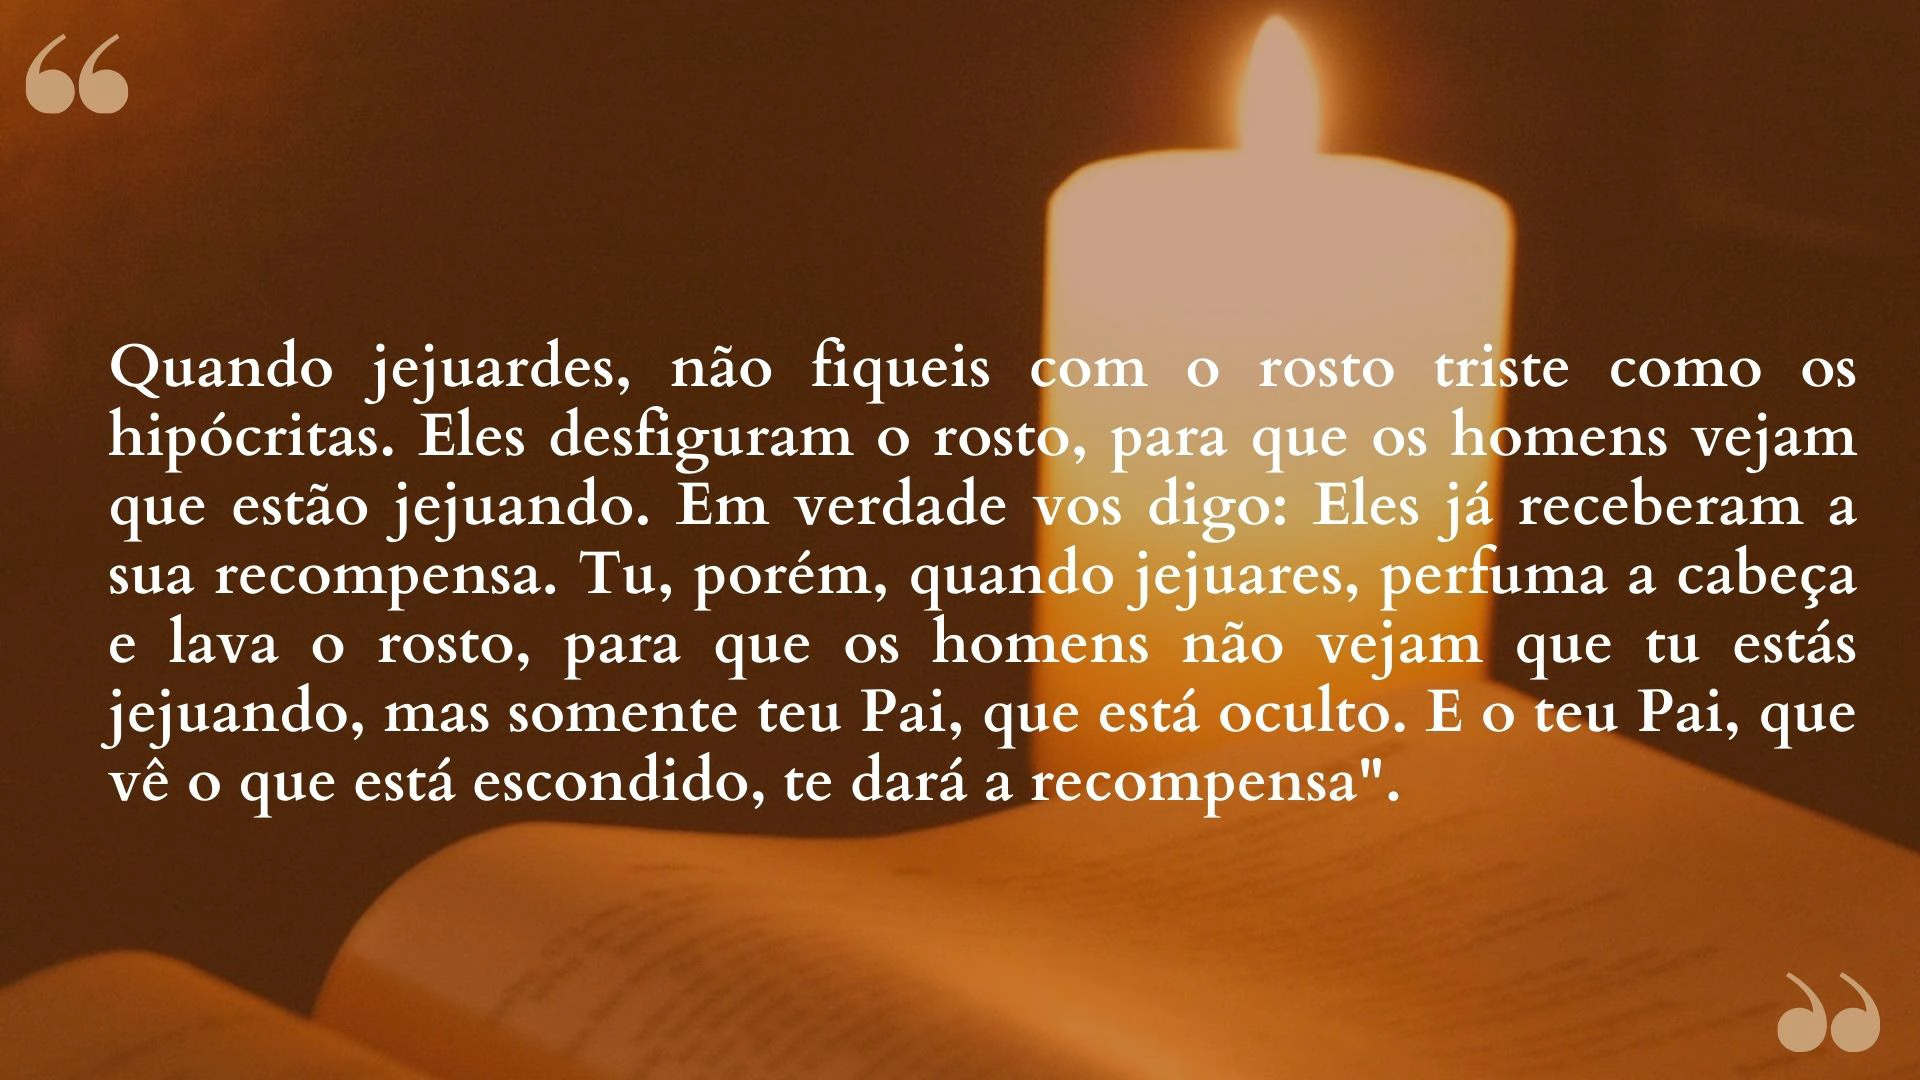 Quando jejuardes, não fiqueis com o rosto triste como os
hipócritas. Eles desfiguram o rosto, para que os homens vejam
que estão jejuando. Em verdade vos digo: Eles já receberam a
sua recompensa. Tu, porém, quando jejuares, perfuma a cabeça
e lava o rosto, para que os homens não vejam que tu estás
jejuando, mas somente teu Pai, que está oculto. E o teu Pai, que
vê o que está escondido, te dará a recompensa".